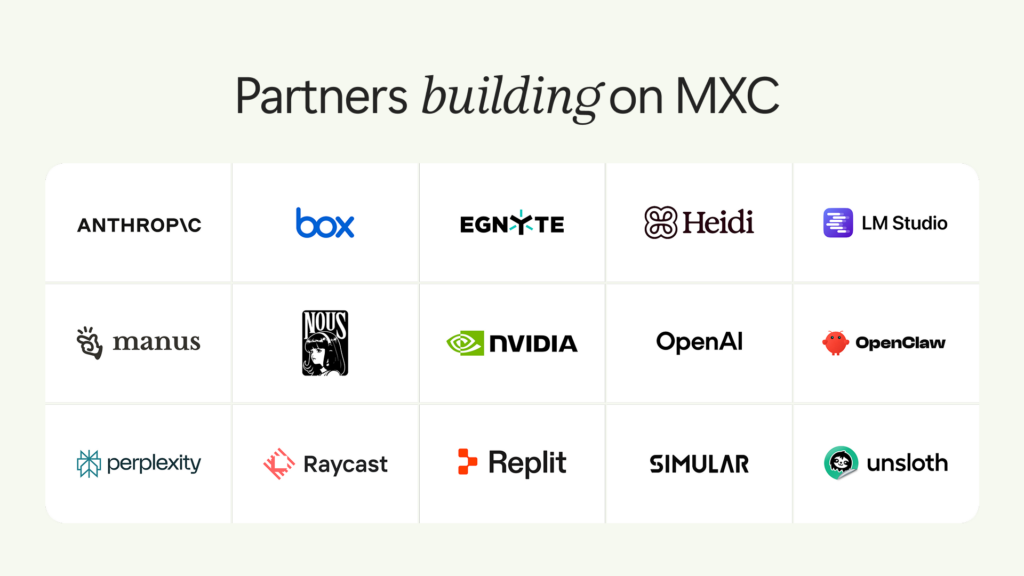 Partners building on MXC
ANTHROP\C
box
EGNYTE
Heidi
LM Studio
manus
NOUS
NVIDIA
OpenAI
OpenClaw
perplexity
Raycast
Replit
SIMULAR
unsloth